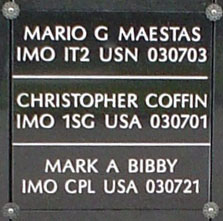 MARIO G MAESTAS
IMO IT2 USN 030703
CHRISTOPHER COFFIN
IMO 1SG USA 030701
MARK A BIBBY
IMO CPL USA 030721